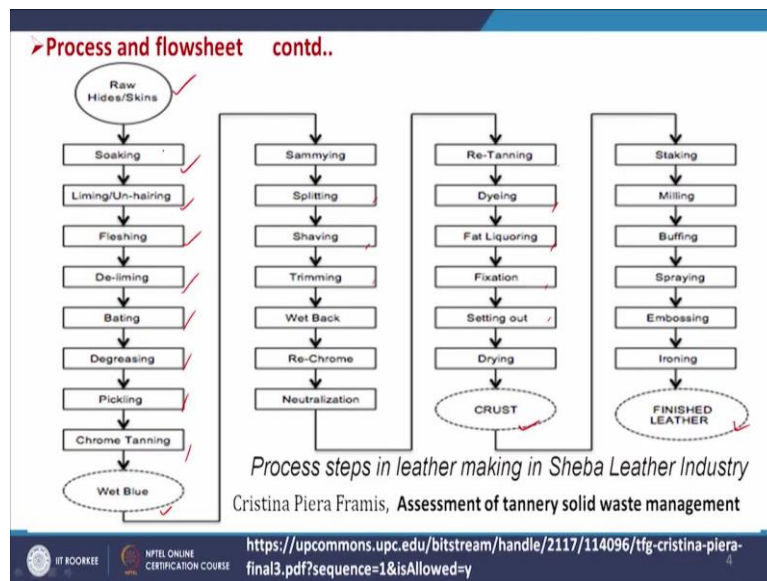 ➢Process and flowsheet contd..
Raw
Hides/Skins
Soaking
Liming/Un-hairing
Fleshing
De-liming
Bating
Degreasing
Pickling
Chrome Tanning
Wet Blue
Sammying
Splitting
Shaving
Trimming
Wet Back
Re-Chrome
Neutralization
Re-Tanning
Dyeing
Fat Liquoring
Fixation
Setting out
Drying
CRUST
Staking
Milling
Buffing
Spraying
Embossing
Ironing
FINISHED
LEATHER
Process steps in leather making in Sheba Leather Industry
Cristina Piera Framis, Assessment of tannery solid waste management
IIT ROORKEE
NPTEL ONLINE
CERTIFICATION COURSE
https://upcommons.upc.edu/bitstream/handle/2117/114096/tfg-cristina-piera-
final3.pdf?sequence=1&isAllowed=y
4